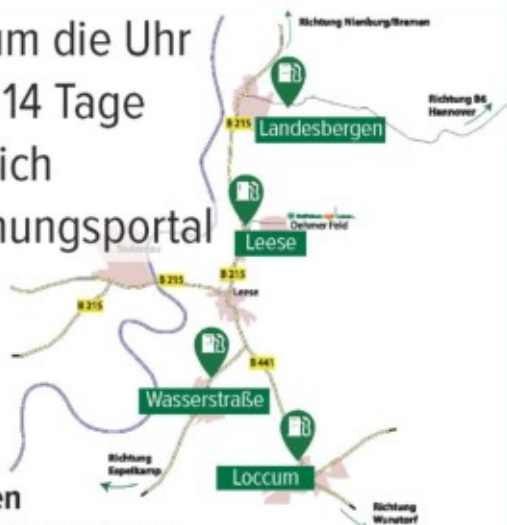 um die Uhr
14 Tage
ich
nungsportal
Richtung Nienburg/Bremen
Richtung B6
Hannover
B 215
Landesbergen
Oehmer Feld
Leese
B 215
B 215
Leese
B 215
B 441
Wasserstraße
Loccum
Richtung
Espelkamp
Richtung
Wunstorf
en